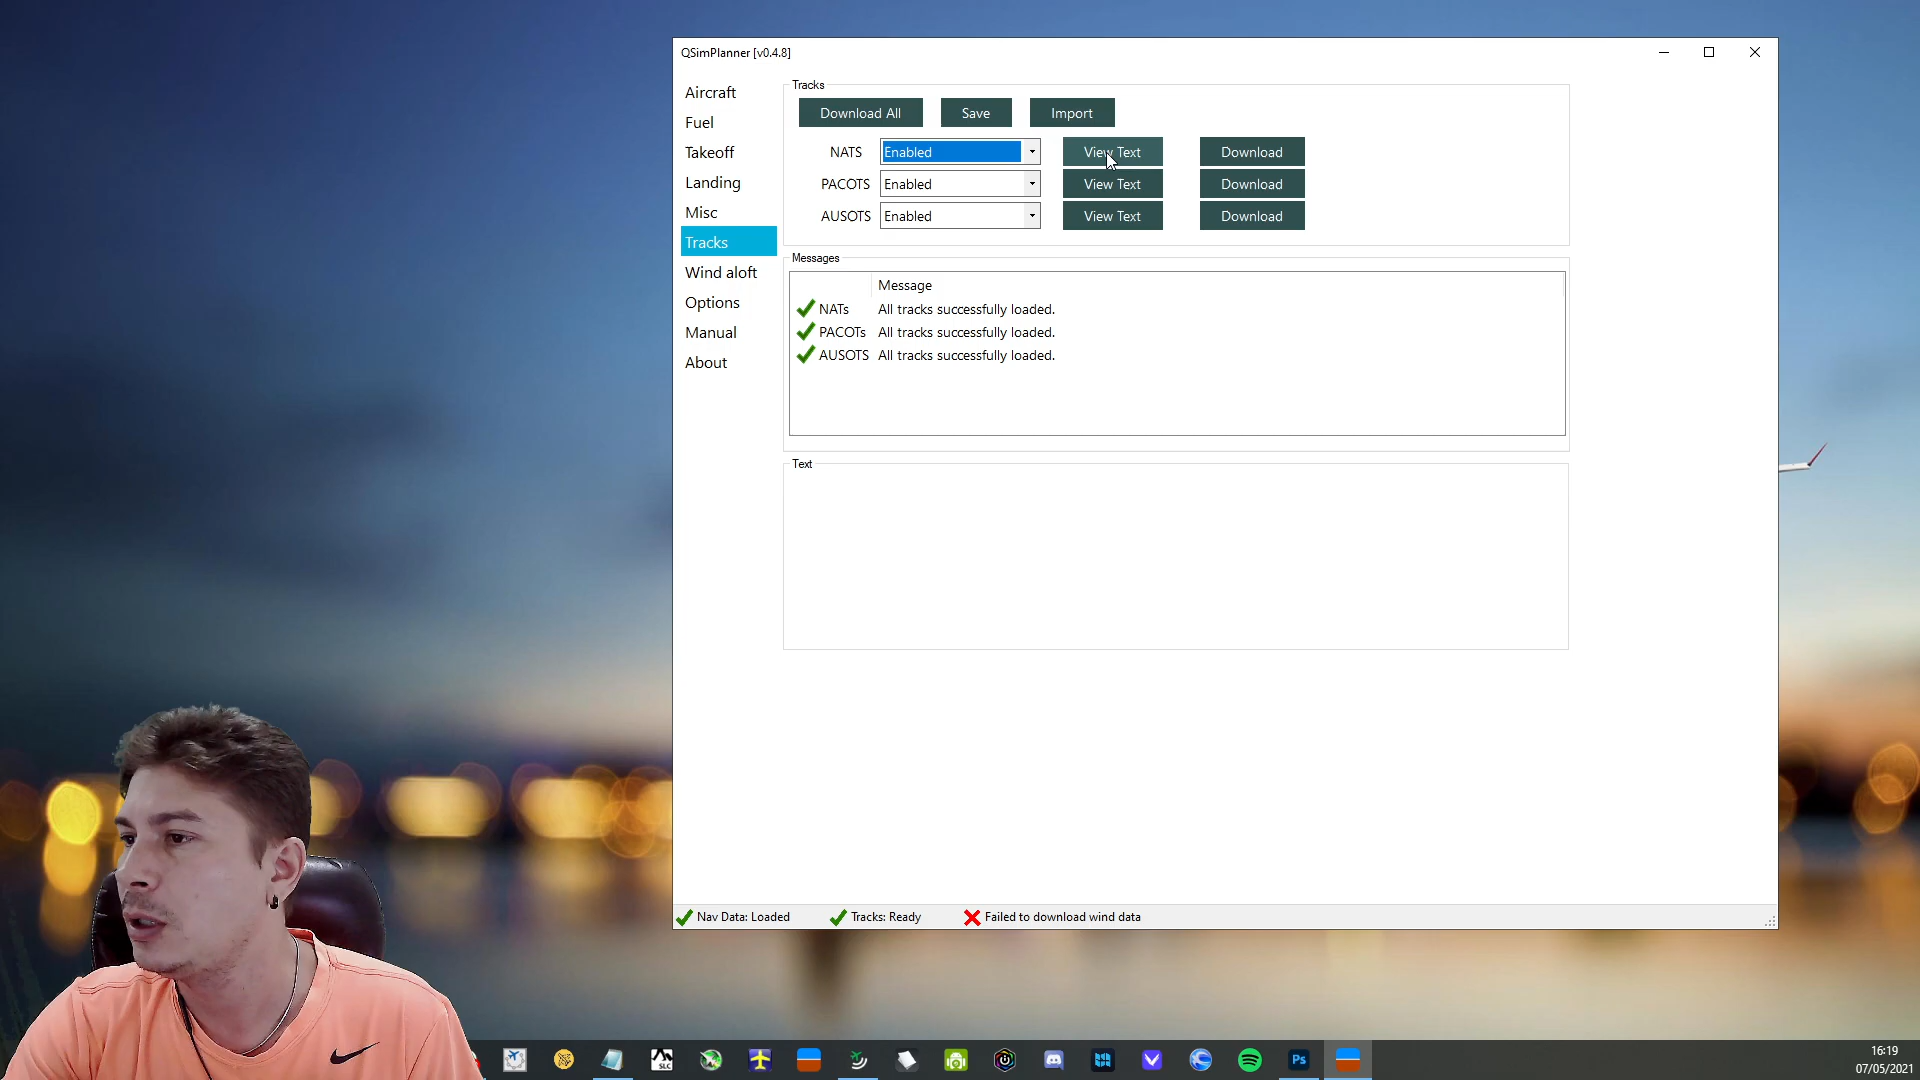 QSimPlanner [v0.4.8]
Aircraft
Fuel
Takeoff
Landing
Misc
Tracks
Wind aloft
Options
Manual
About
Tracks
Download All Save Import
NATS Enabled View Text Download
PACOTS Enabled View Text Download
AUSOTS Enabled View Text Download
Messages
Message
NATs All tracks successfully loaded.
PACOTs All tracks successfully loaded.
AUSOTS All tracks successfully loaded.
Text
Nav Data: Loaded Tracks: Ready Failed to download wind data
SLC
Ps
16:19
07/05/2021